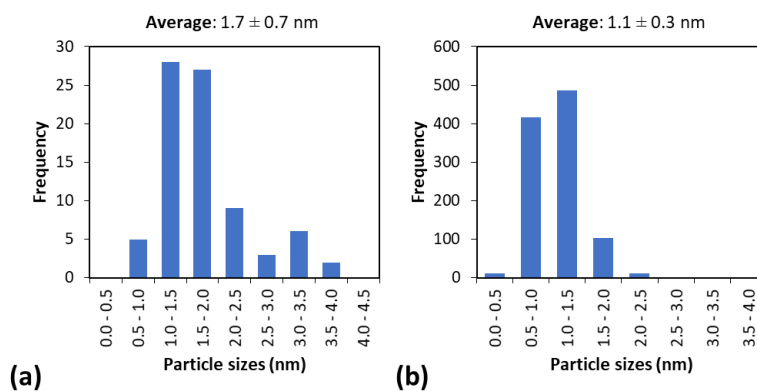 Average: 1.7 ± 0.7 nm
30
25
20
15
10
5
0
Frequency
0.0 - 0.5
0.5 - 1.0
1.0 - 1.5
1.5 - 2.0
2.0 - 2.5
2.5 - 3.0
3.0 - 3.5
3.5 - 4.0
4.0 - 4.5
Particle sizes (nm)
(a)
Average: 1.1 ± 0.3 nm
600
500
400
300
200
100
0
Frequency
0.0 - 0.5
0.5 - 1.0
1.0 - 1.5
1.5 - 2.0
2.0 - 2.5
2.5 - 3.0
3.0 - 3.5
3.5 - 4.0
Particle sizes (nm)
(b)